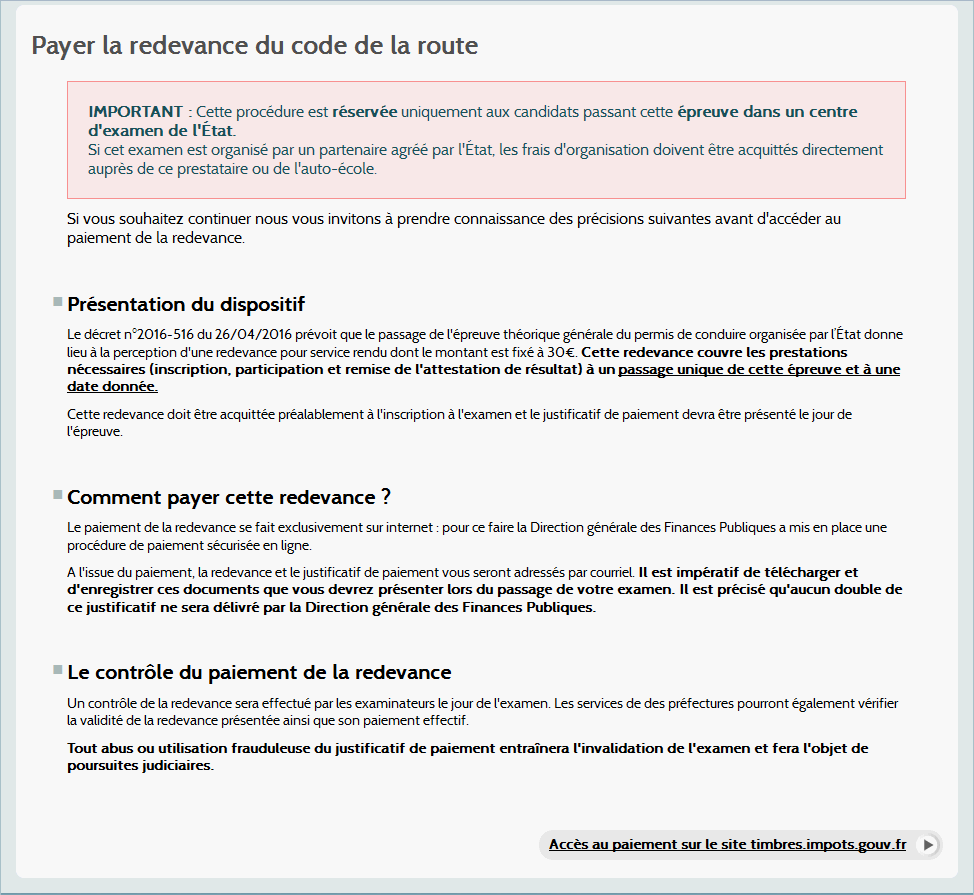 Payer la redevance du code de la route
IMPORTANT : Cette procédure est réservée uniquement aux candidats passant cette épreuve dans un centre
d'examen de l'État.
Si cet examen est organisé par un partenaire agréé par l'État, les frais d'organisation doivent être acquittés directement
auprès de ce prestataire ou de l'auto-école.
Si vous souhaitez continuer nous vous invitons à prendre connaissance des précisions suivantes avant d'accéder au
paiement de la redevance.
Présentation du dispositif
Le décret n°2016-516 du 26/04/2016 prévoit que le passage de l'épreuve théorique générale du permis de conduire organisée par l'État donne
lieu à la perception d'une redevance pour service rendu dont le montant est fixé à 30€. Cette redevance couvre les prestations
nécessaires (inscription, participation et remise de l'attestation de résultat) à un passage unique de cette épreuve et à une
date donnée.
Cette redevance doit être acquittée préalablement à l'inscription à l'examen et le justificatif de paiement devra être présenté le jour de
l'épreuve.
Comment payer cette redevance ?
Le paiement de la redevance se fait exclusivement sur internet : pour ce faire la Direction générale des Finances Publiques a mis en place une
procédure de paiement sécurisée en ligne.
A l'issue du paiement, la redevance et le justificatif de paiement vous seront adressés par courriel. Il est impératif de télécharger et
d'enregistrer ces documents que vous devrez présenter lors du passage de votre examen. Il est précisé qu'aucun double de
ce justificatif ne sera délivré par la Direction générale des Finances Publiques.
Le contrôle du paiement de la redevance
Un contrôle de la redevance sera effectué par les examinateurs le jour de l'examen. Les services de des préfectures pourront également vérifier
la validité de la redevance présentée ainsi que son paiement effectif.
Tout abus ou utilisation frauduleuse du justificatif de paiement entraînera l'invalidation de l'examen et fera l'objet de
poursuites judiciaires.
Accès au paiement sur le site timbres.impots.gouv.fr